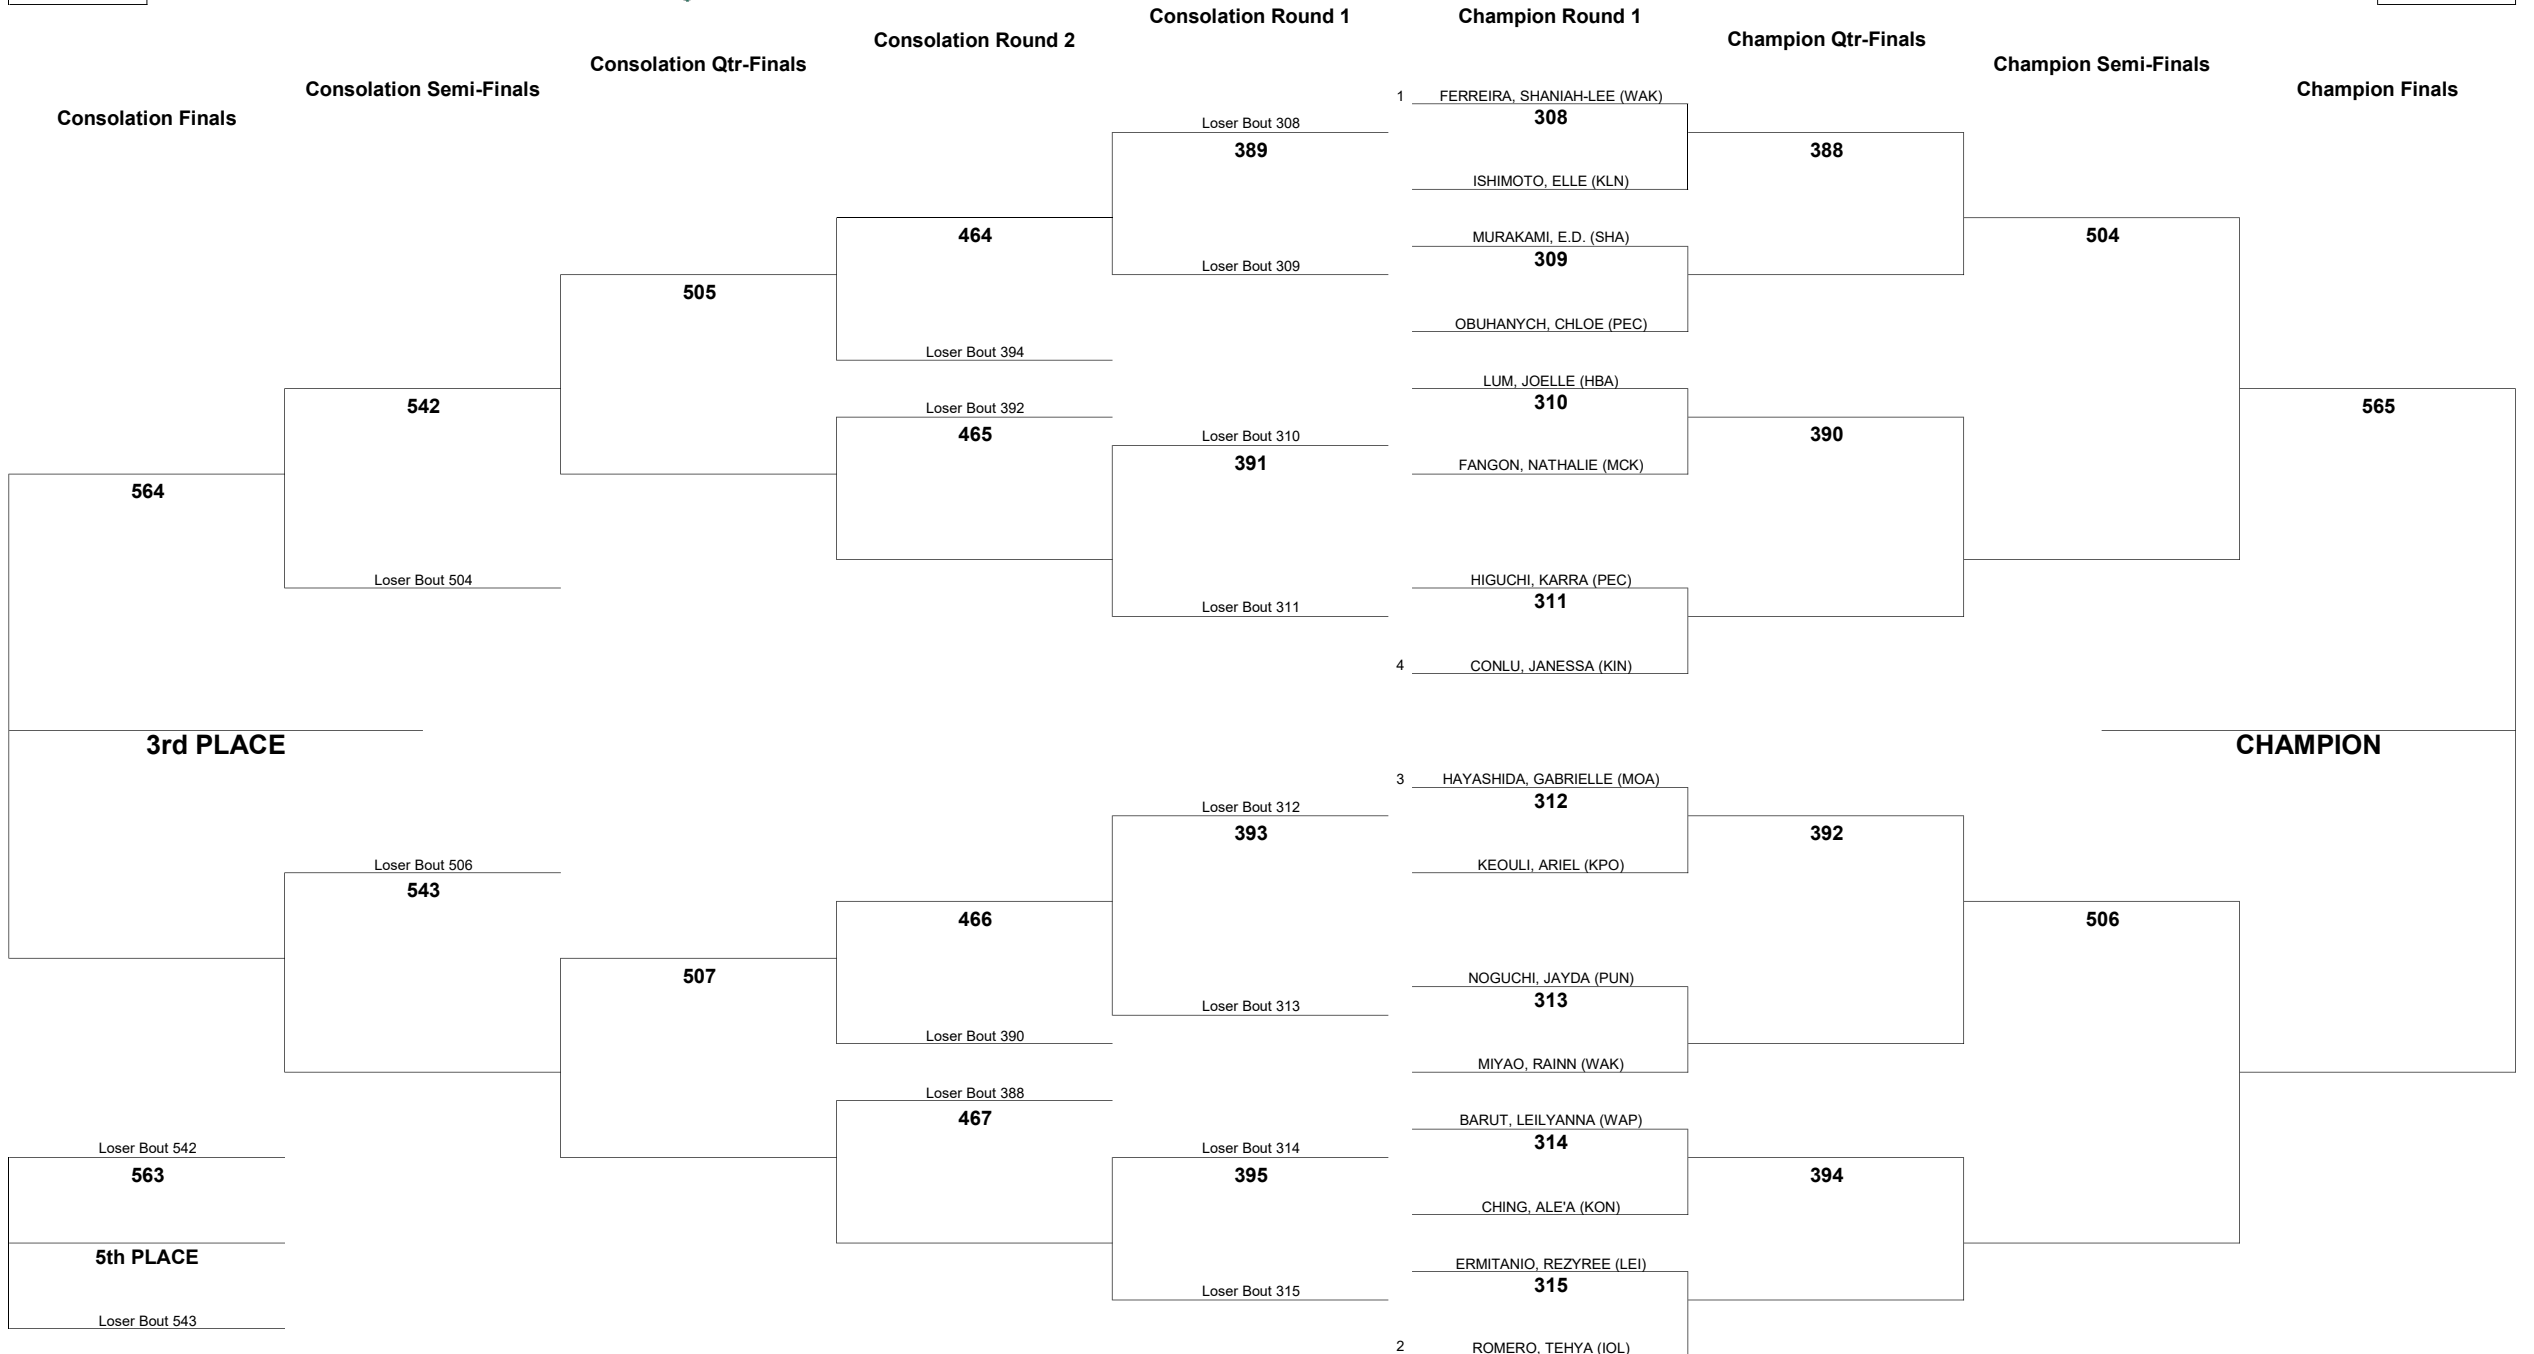 Consolation Round 1
Champion Round 1
Consolation Round 2
Champion Qtr-Finals
Consolation Qtr-Finals
Champion Semi-Finals
Consolation Semi-Finals
Champion Finals
Consolation Finals
1 FERREIRA, SHANIAH-LEE (WAK)
308
Loser Bout 308
389
388
ISHIMOTO, ELLE (KLN)
464
504
MURAKAMI, E.D. (SHA)
309
Loser Bout 309
505
OBUHANYCH, CHLOE (PEC)
Loser Bout 394
LUM, JOELLE (HBA)
310
542
Loser Bout 392
565
465
Loser Bout 310
390
391
FANGON, NATHALIE (MCK)
564
Loser Bout 504
HIGUCHI, KARRA (PEC)
311
Loser Bout 311
4 CONLU, JANESSA (KIN)
3rd PLACE
CHAMPION
3 HAYASHIDA, GABRIELLE (MOA)
312
Loser Bout 312
393
392
Loser Bout 506
KEOULI, ARIEL (KPO)
543
466
506
507
NOGUCHI, JAYDA (PUN)
313
Loser Bout 313
Loser Bout 390
MIYAO, RAINN (WAK)
Loser Bout 388
467
BARUT, LEILYANNA (WAP)
314
Loser Bout 542
Loser Bout 314
563
395
394
CHING, ALE'A (KON)
5th PLACE
ERMITANIO, REZYREE (LEI)
315
Loser Bout 315
Loser Bout 543
2 ROMERO, TEHYA (IOL)